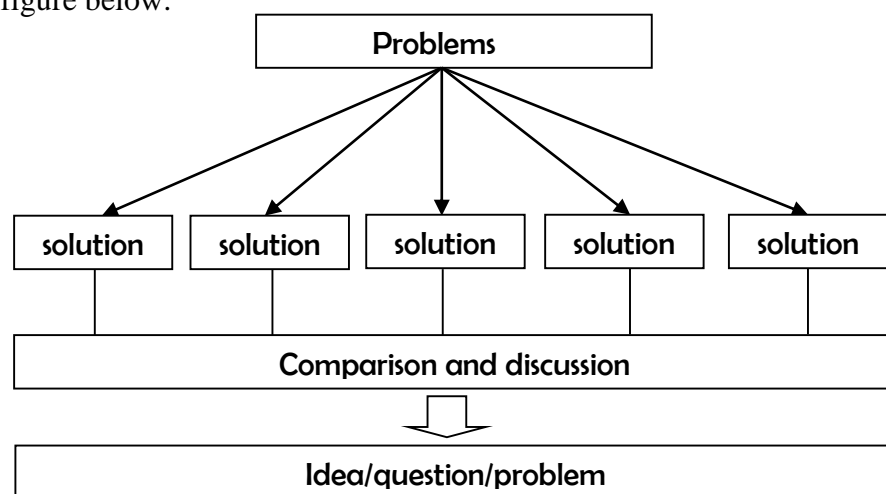 figure below.
Problems
solution solution solution solution solution
Comparison and discussion
Idea/question/problem